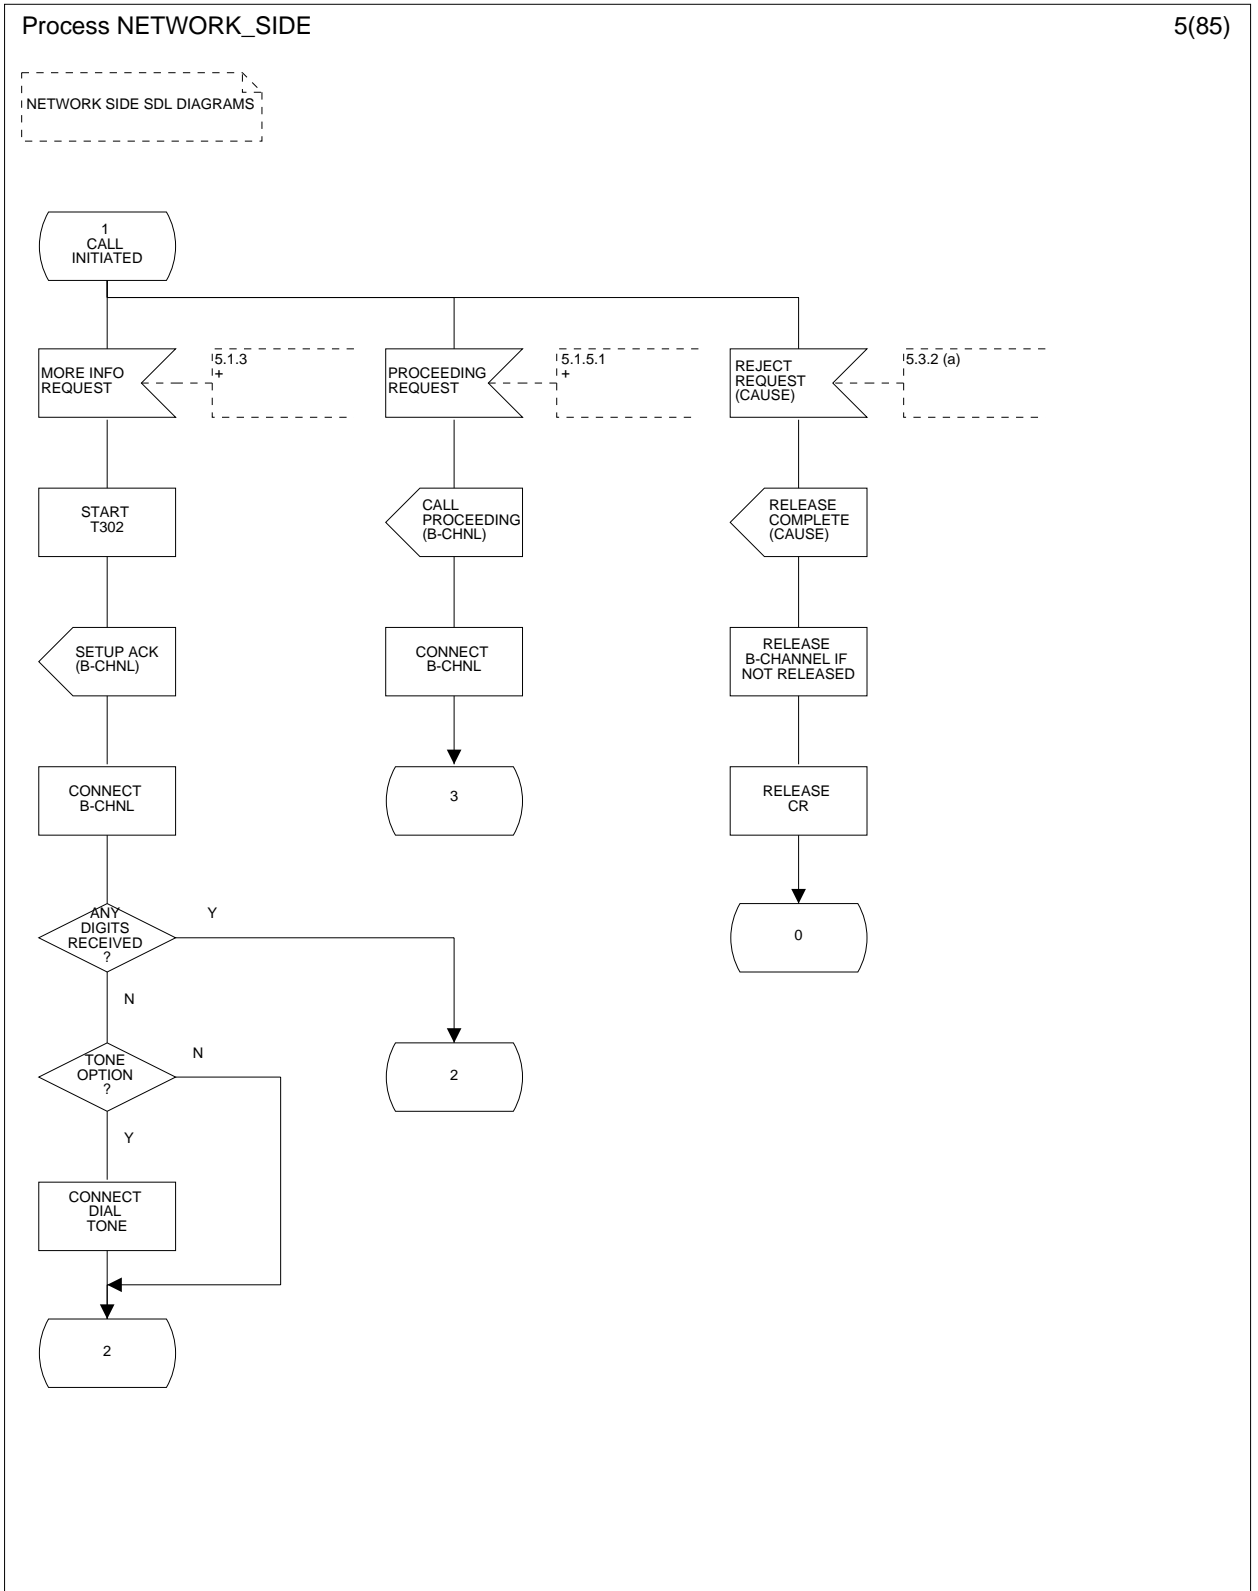 Process NETWORK_SIDE
5(85)
NETWORK SIDE SDL DIAGRAMS
1
CALL
INITIATED
MORE INFO
REQUEST
5.1.3
+
PROCEEDING
REQUEST
5.1.5.1
+
REJECT
REQUEST
(CAUSE)
5.3.2 (a)
START
T302
CALL
PROCEEDING
(B-CHNL)
RELEASE
COMPLETE
(CAUSE)
SETUP ACK
(B-CHNL)
CONNECT
B-CHNL
RELEASE
B-CHANNEL IF
NOT RELEASED
CONNECT
B-CHNL
3
RELEASE
CR
ANY
DIGITS
RECEIVED
?
Y
0
N
TONE
OPTION
?
N
2
Y
CONNECT
DIAL
TONE
2